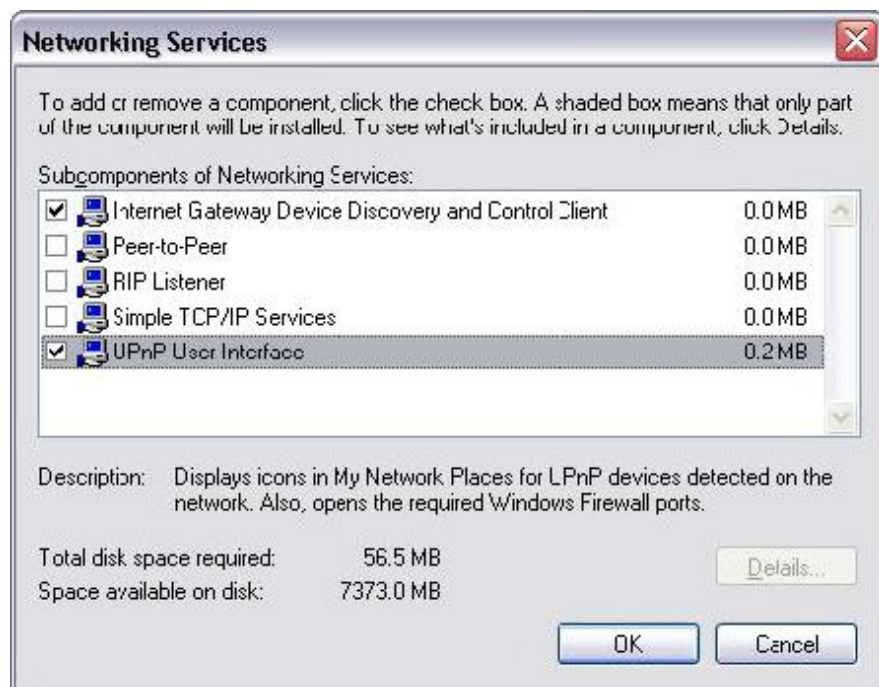 Networking Services
To add or remove a component, click the check box. A shaded box means that only part
of the component will be installed. To see what's included in a component, click Details.
Subcomponents of Networking Services:
Internet Gateway Device Discovery and Control Client 0.0 MB
Peer-to-Peer 0.0 MB
RIP Listener 0.0 MB
Simple TCP/IP Services 0.0 MB
UPnP User Interface 0.2 MB
Description: Displays icons in My Network Places for UPnP devices detected on the
network. Also, opens the required Windows Firewall ports.
Total disk space required: 56.5 MB
Space available on disk: 7373.0 MB
Details...
OK Cancel